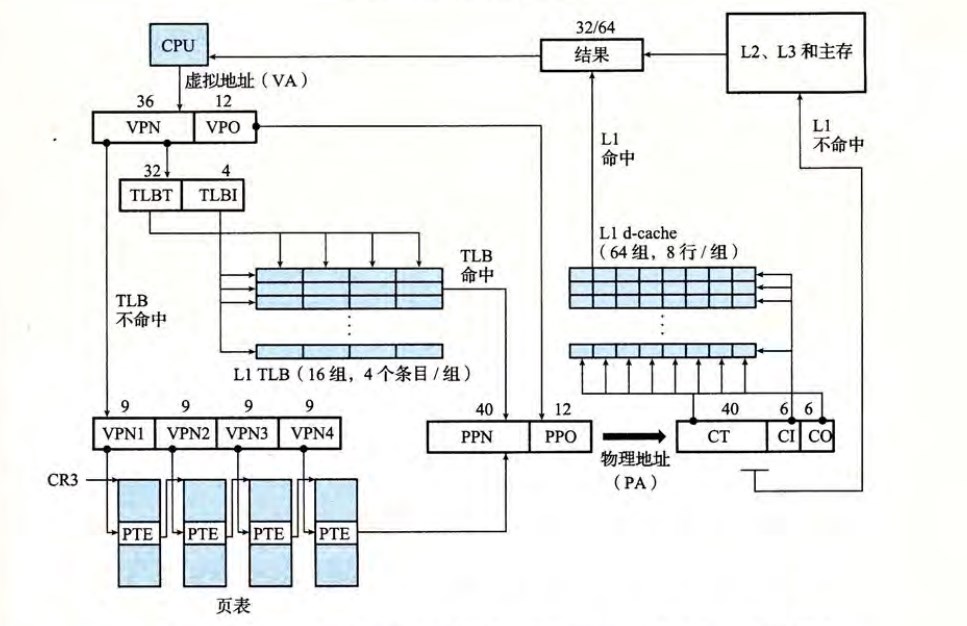 32/64
CPU
结果
L2、L3 和主存
虚拟地址（VA）
36
12
VPN
VPO
L1
命中
L1
不命中
32
4
TLBT
TLBI
L1 d-cache
（64 组，8 行/组）
TLB
命中
TLB
不命中
L1 TLB（16 组，4 个条目/组）
9
9
9
9
VPN1
VPN2
VPN3
VPN4
40
12
PPN
PPO
物理地址
（PA）
40
6
6
CT
CI
CO
CR3
PTE
PTE
PTE
PTE
页表